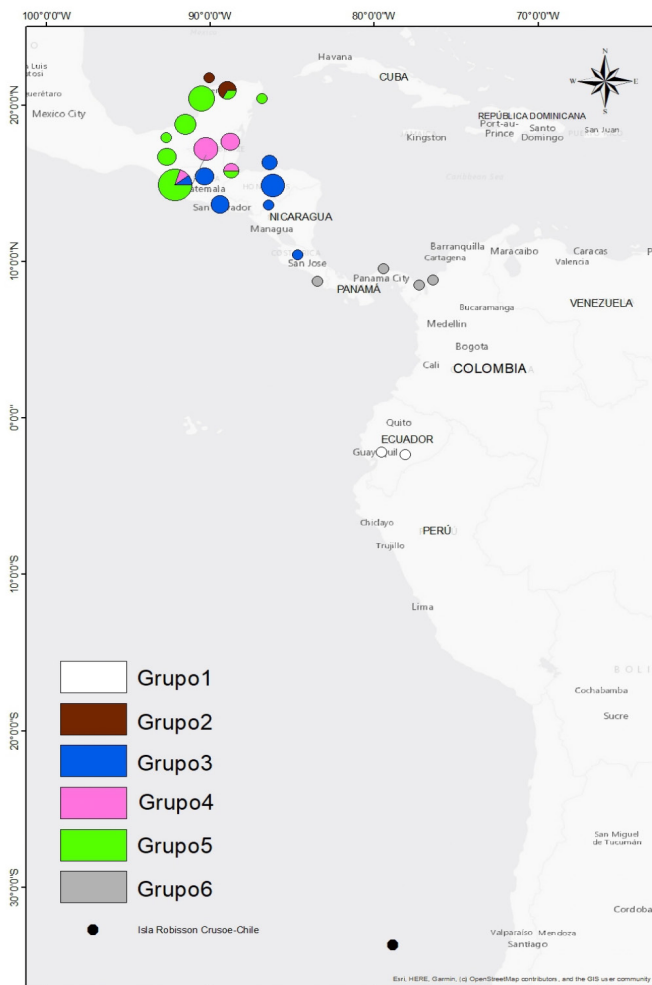 100°0'0"W
90°0'0"W
80°0'0"W
70°0'0"W
Havana
CUBA
N
W
E
S
20°0'0"N
Mexico City
REPÚBLICA DOMINICANA
Port-au-
Prince
Santo
Domingo
San Juan
Kingston
NICARAGUA
Managua
San José
10°0'0"N
Barranquilla
Cartagena
Maracaibo
Caracas
Valencia
Panama City
PANAMÁ
VENEZUELA
Bucaramanga
Medellin
Bogota
Cali
COLOMBIA
0°0'0"
Quito
ECUADOR
Chiclayo
PERÚ
Trujillo
10°0'0"S
Lima
BOLI
Cochabamba
Sucre
20°0'0"S
San Miguel
de Tucumán
30°0'0"S
Cordoba
Valparaíso
Mendoza
Santiago
Grupo1
Grupo2
Grupo3
Grupo4
Grupo5
Grupo6
Isla Robisson Crusoe-Chile
Esri, HERE, Garmin, (c) OpenStreetMap contributors, and the GIS user community